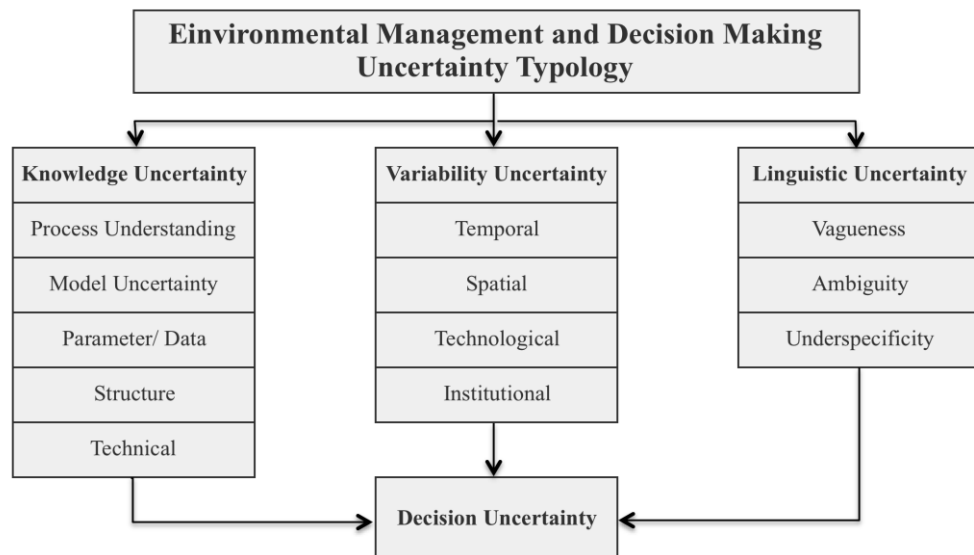 Einvironmental Management and Decision Making
Uncertainty Typology
Knowledge Uncertainty
Process Understanding
Model Uncertainty
Parameter/ Data
Structure
Technical
Variability Uncertainty
Temporal
Spatial
Technological
Institutional
Linguistic Uncertainty
Vagueness
Ambiguity
Underspecificity
Decision Uncertainty